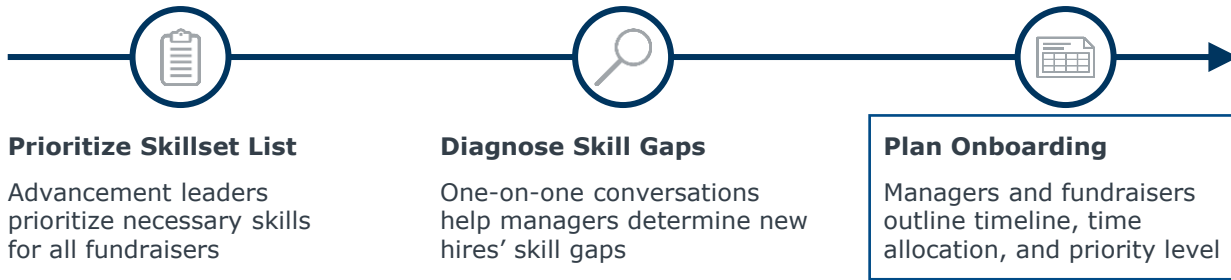 Prioritize Skillset List
Advancement leaders
prioritize necessary skills
for all fundraisers
Diagnose Skill Gaps
One-on-one conversations
help managers determine new
hires’ skill gaps
Plan Onboarding
Managers and fundraisers
outline timeline, time
allocation, and priority level